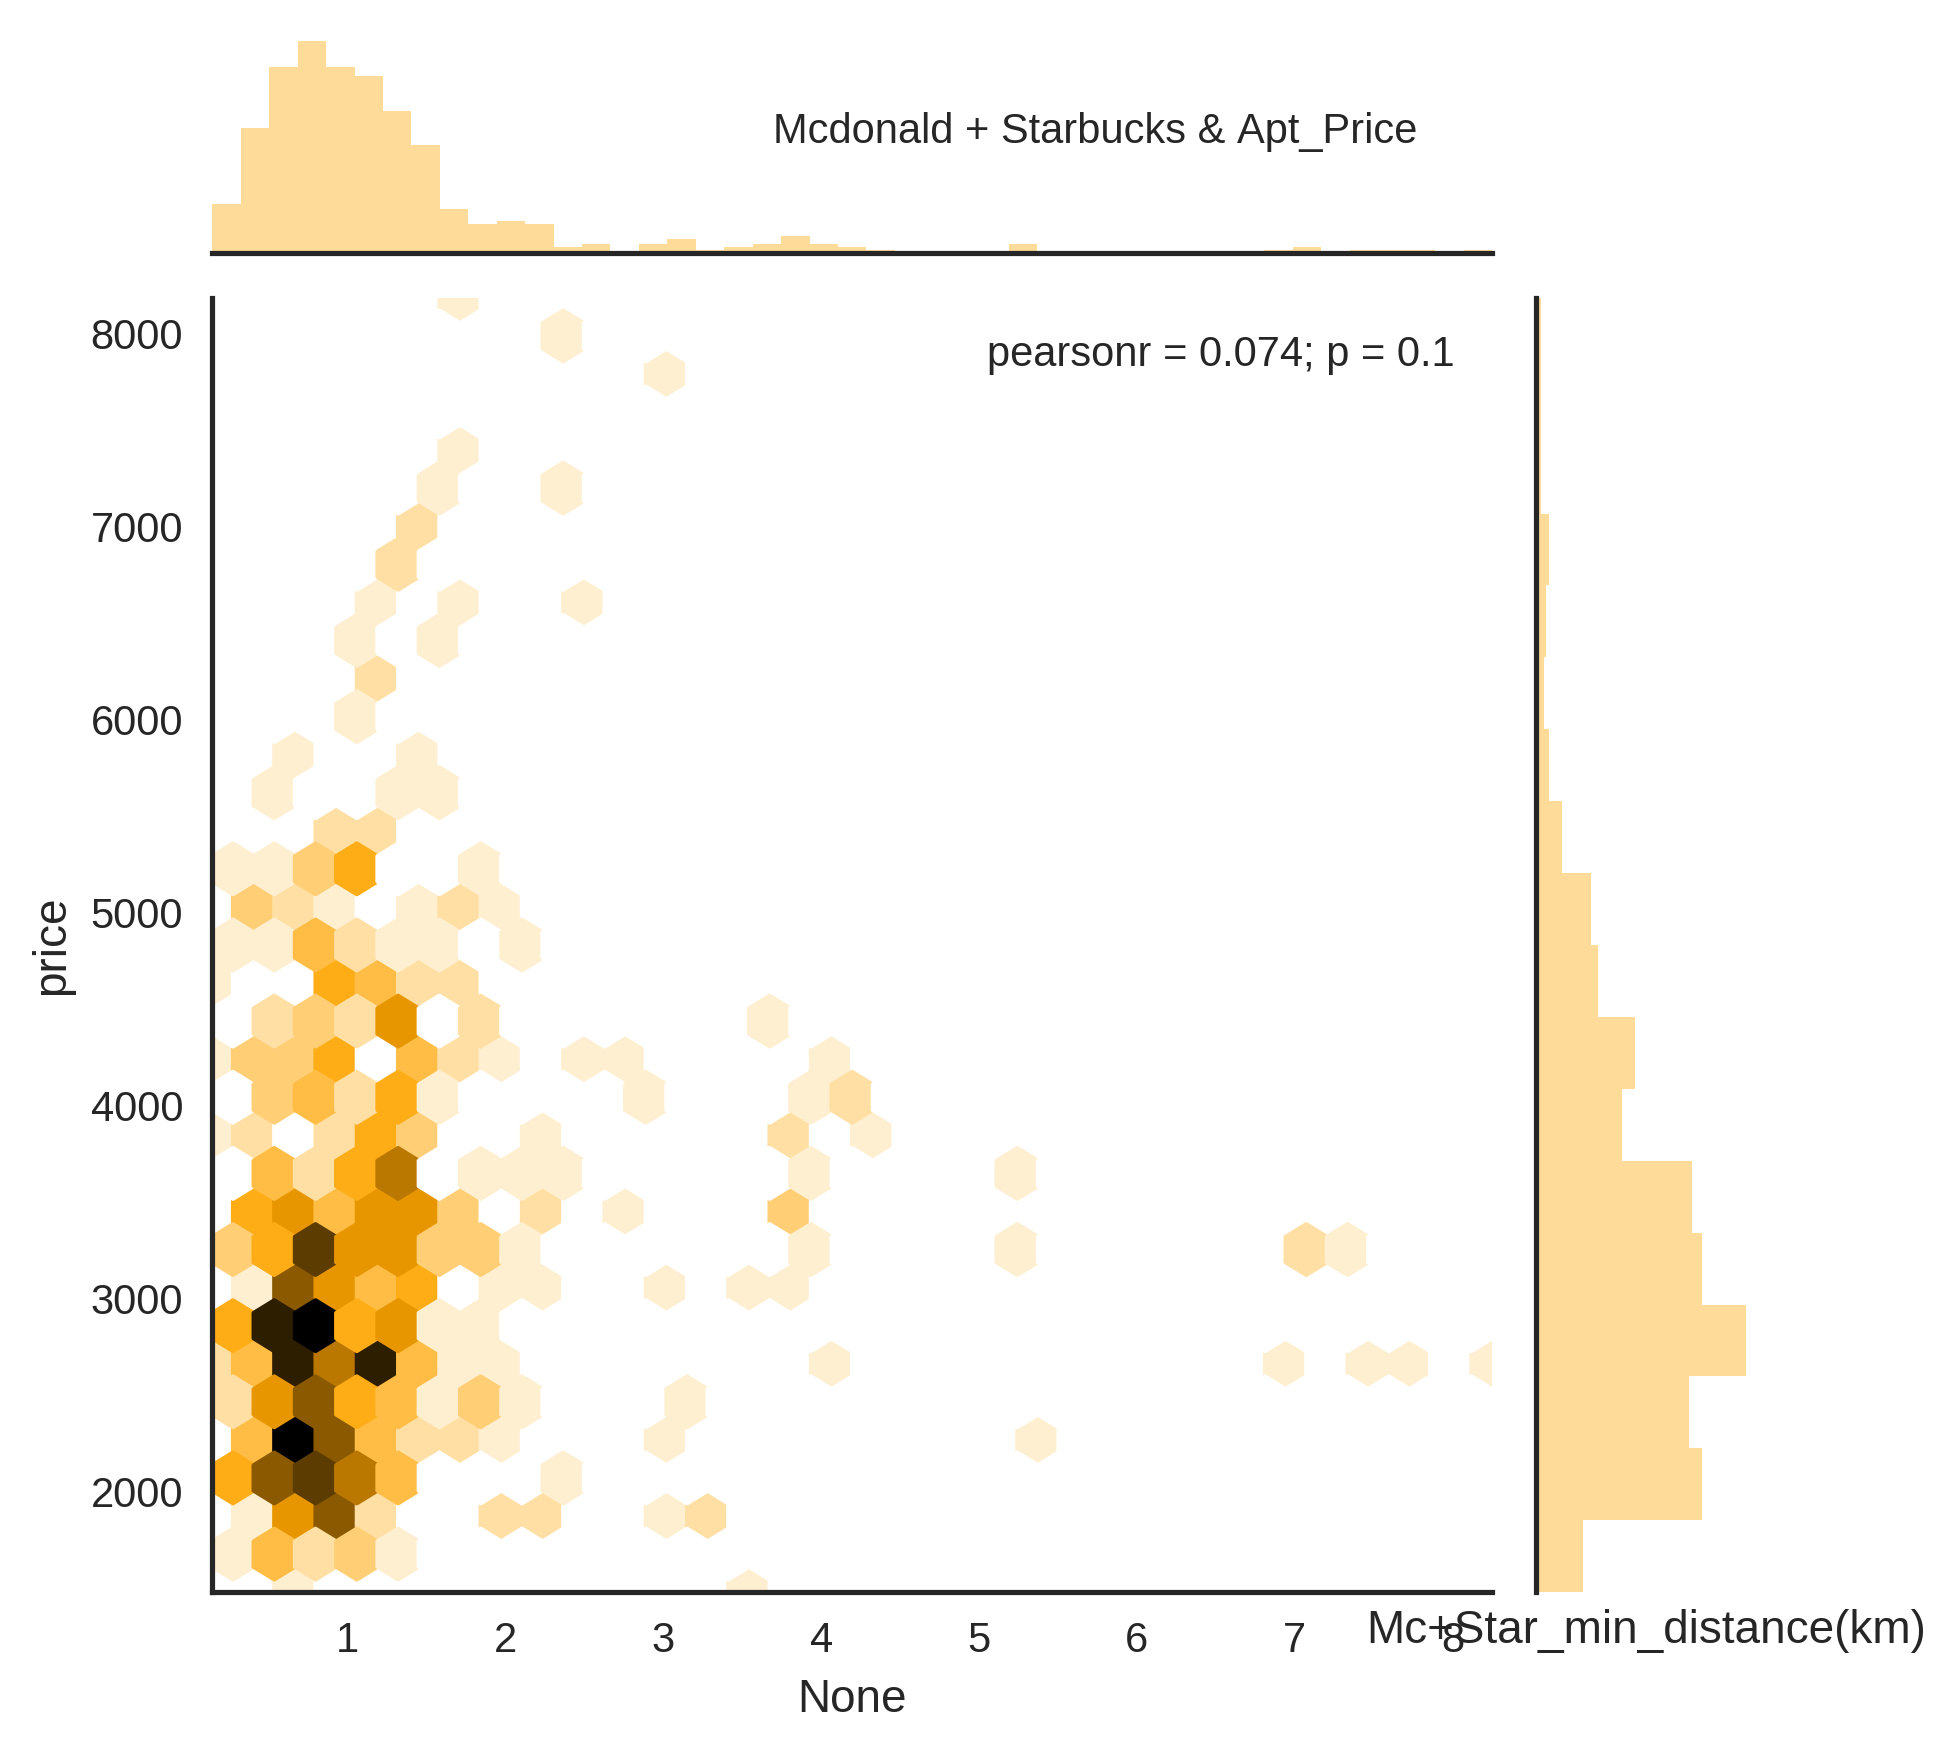 Mcdonald + Starbucks & Apt_Price
pearsonr = 0.074; p = 0.1
8000
7000
6000
5000
4000
3000
2000
price
1 2 3 4 5 6 7 8
Mc+Star_min_distance(km)
None